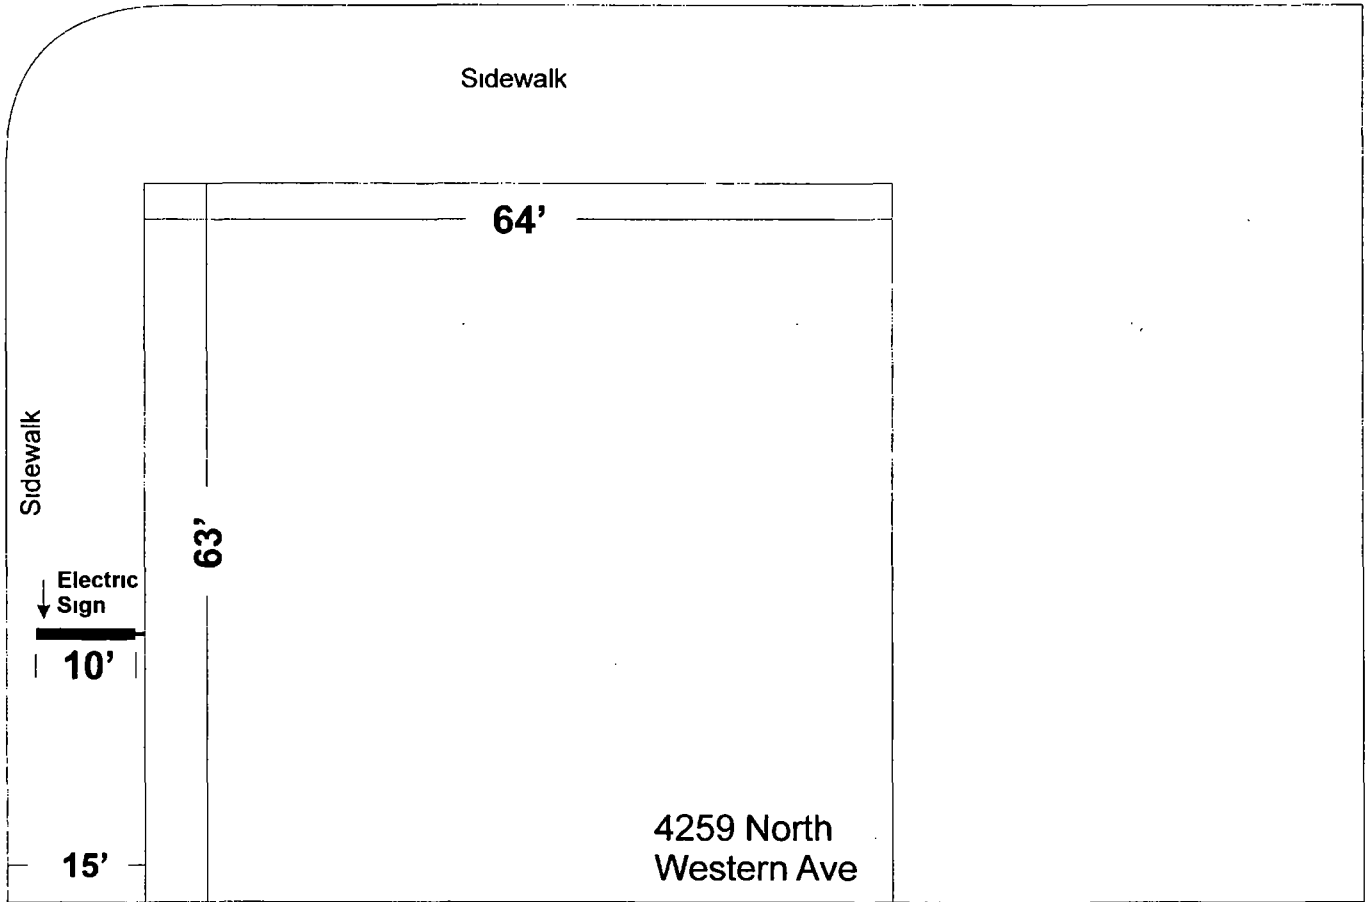 Sidewalk
64'
Sidewalk
63'
Electric
Sign
10'
4259 North
Western Ave
15'